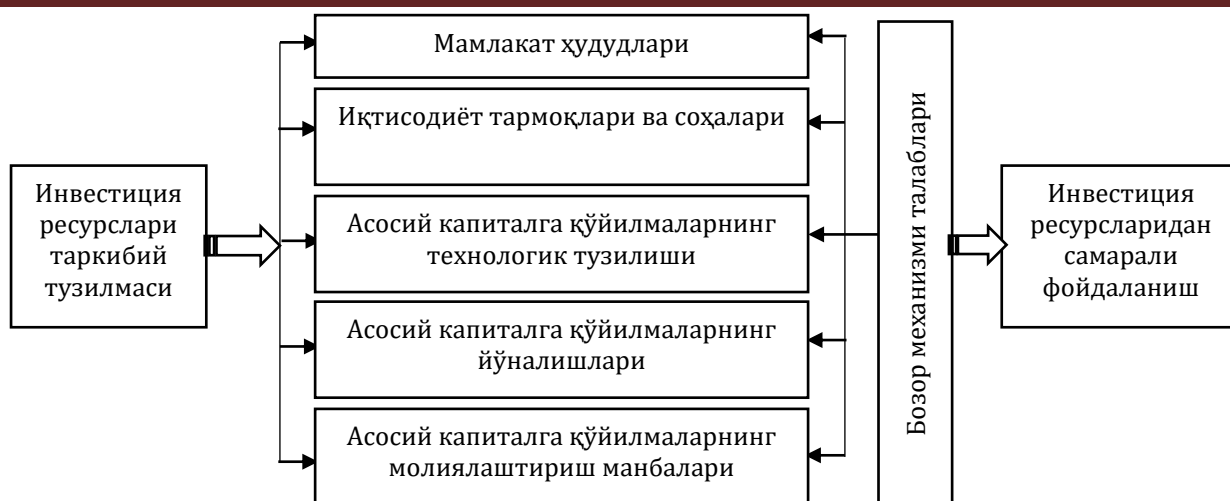 Инвестиция
ресурслари
таркибий
тузилмаси
Мамлакат ҳудудлари
Иқтисодиёт тармоқлари ва соҳалари
Асосий капиталга қўйилмаларнинг
технологик тузилиши
Асосий капиталга қўйилмаларнинг
йўналишлари
Асосий капиталга қўйилмаларнинг
молиялаштириш манбалари
Бозор механизми талаблари
Инвестиция
ресурсларидан
самарали
фойдаланиш